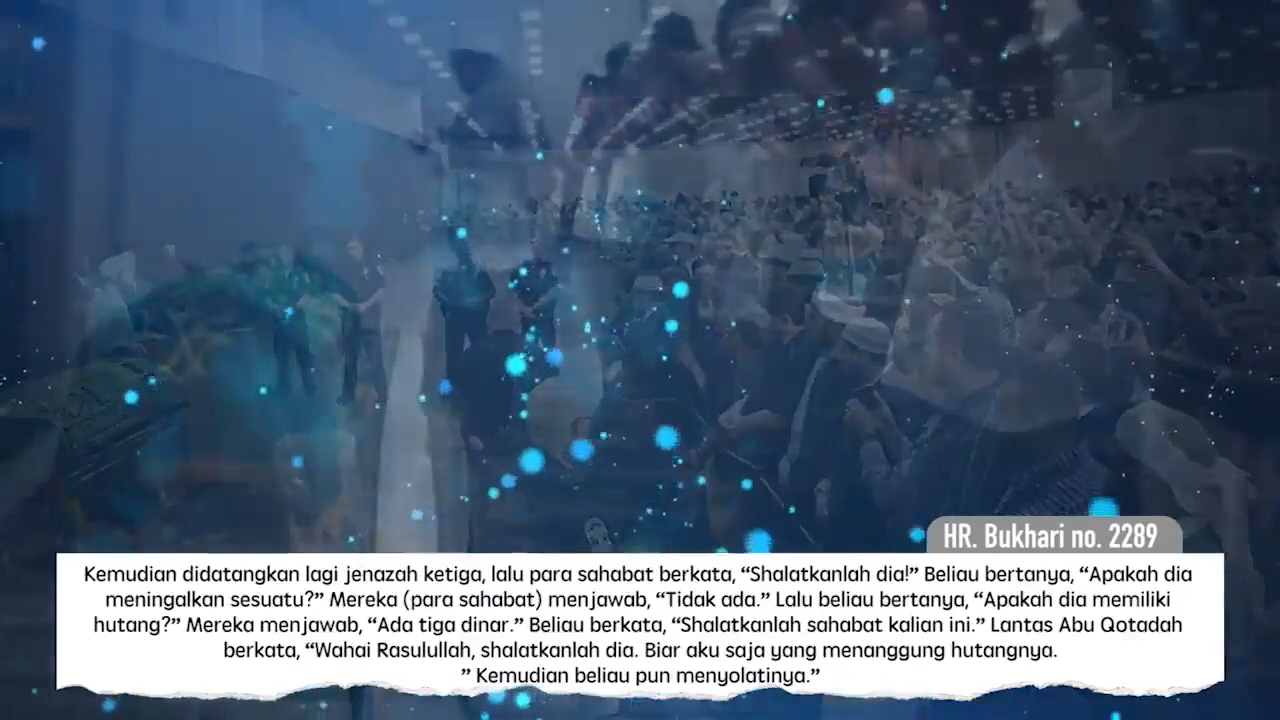 HR. Bukhari no. 2289
Kemudian didatangkan lagi jenazah ketiga, lalu para sahabat berkata, “Shalatkanlah dia!” Beliau bertanya, “Apakah dia
meningalkan sesuatu?” Mereka (para sahabat) menjawab, “Tidak ada.” Lalu beliau bertanya, “Apakah dia memiliki
hutang?” Mereka menjawab, “Ada tiga dinar.” Beliau berkata, “Shalatkanlah sahabat kalian ini.” Lantas Abu Qotadah
berkata, “Wahai Rasulullah, shalatkanlah dia. Biar aku saja yang menanggung hutangnya.
” Kemudian beliau pun menyolatinya.”